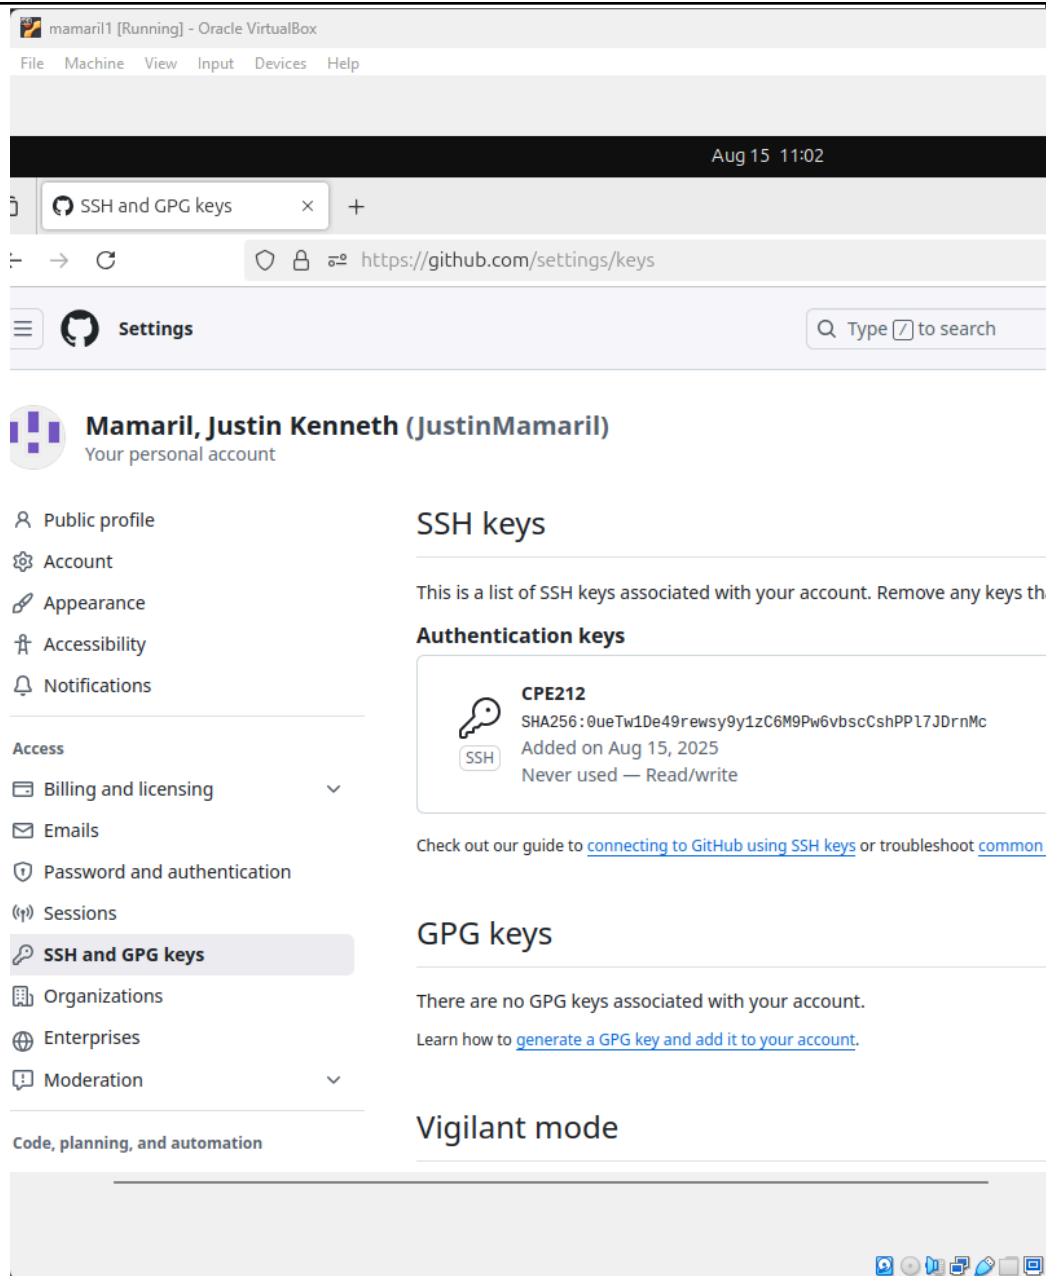 mamaril1 [Running] - Oracle VirtualBox
File Machine View Input Devices Help
Aug 15 11:02
SSH and GPG keys
https://github.com/settings/keys
Settings
Type / to search
Mamaril, Justin Kenneth (JustinMamaril)
Your personal account
Public profile
Account
Appearance
Accessibility
Notifications
Access
Billing and licensing
Emails
Password and authentication
Sessions
SSH and GPG keys
Organizations
Enterprises
Moderation
Code, planning, and automation
SSH keys
This is a list of SSH keys associated with your account. Remove any keys tha
Authentication keys
CPE212
SHA256:0ueTw1De49rewsy9y1zC6M9Pw6vbscCshPPl7JDrnMc
SSH
Added on Aug 15, 2025
Never used — Read/write
Check out our guide to connecting to GitHub using SSH keys or troubleshoot common
GPG keys
There are no GPG keys associated with your account.
Learn how to generate a GPG key and add it to your account.
Vigilant mode